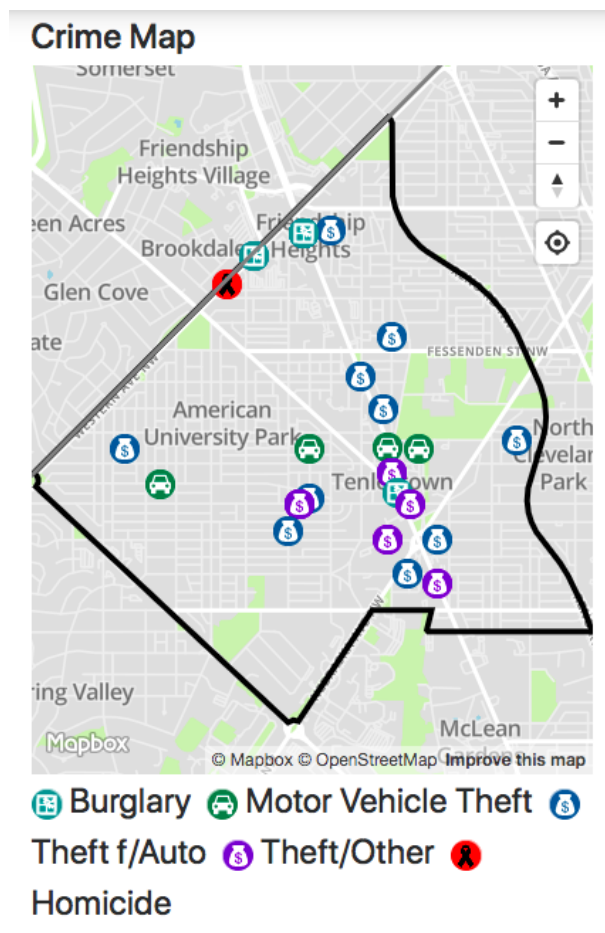 Crime Map
Somerset
Friendship
Heights Village
een Acres
Friendship
Brookdale
Heights
Glen Cove
ate
FESSENDEN ST NW
WESTERN AVE NW
American
University Park
North
Clevelan
Park
Tenleytown
ring Valley
McLean
Gardens
Mapbox
© Mapbox © OpenStreetMap Improve this map
Burglary Motor Vehicle Theft
Theft f/Auto Theft/Other
Homicide